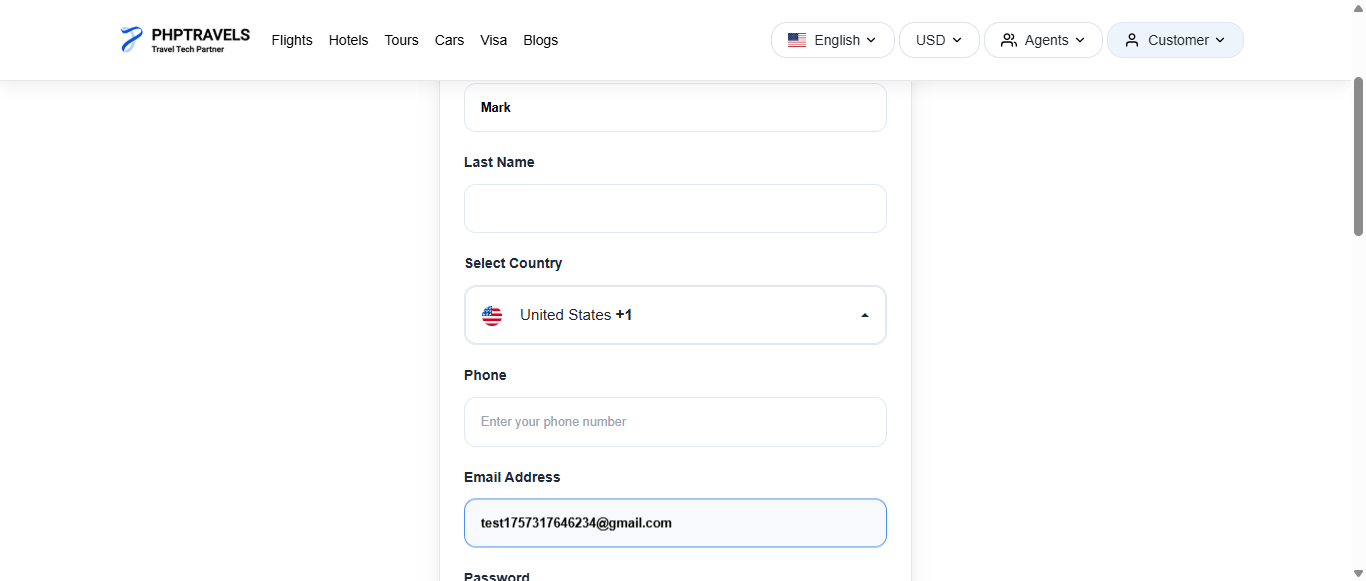 PHPTRAVELS
Travel Tech Partner
Flights Hotels Tours Cars Visa Blogs
English USD Agents Customer
Mark
Last Name
Select Country
United States +1
Phone
Enter your phone number
Email Address
test1757317646234@gmail.com
Password